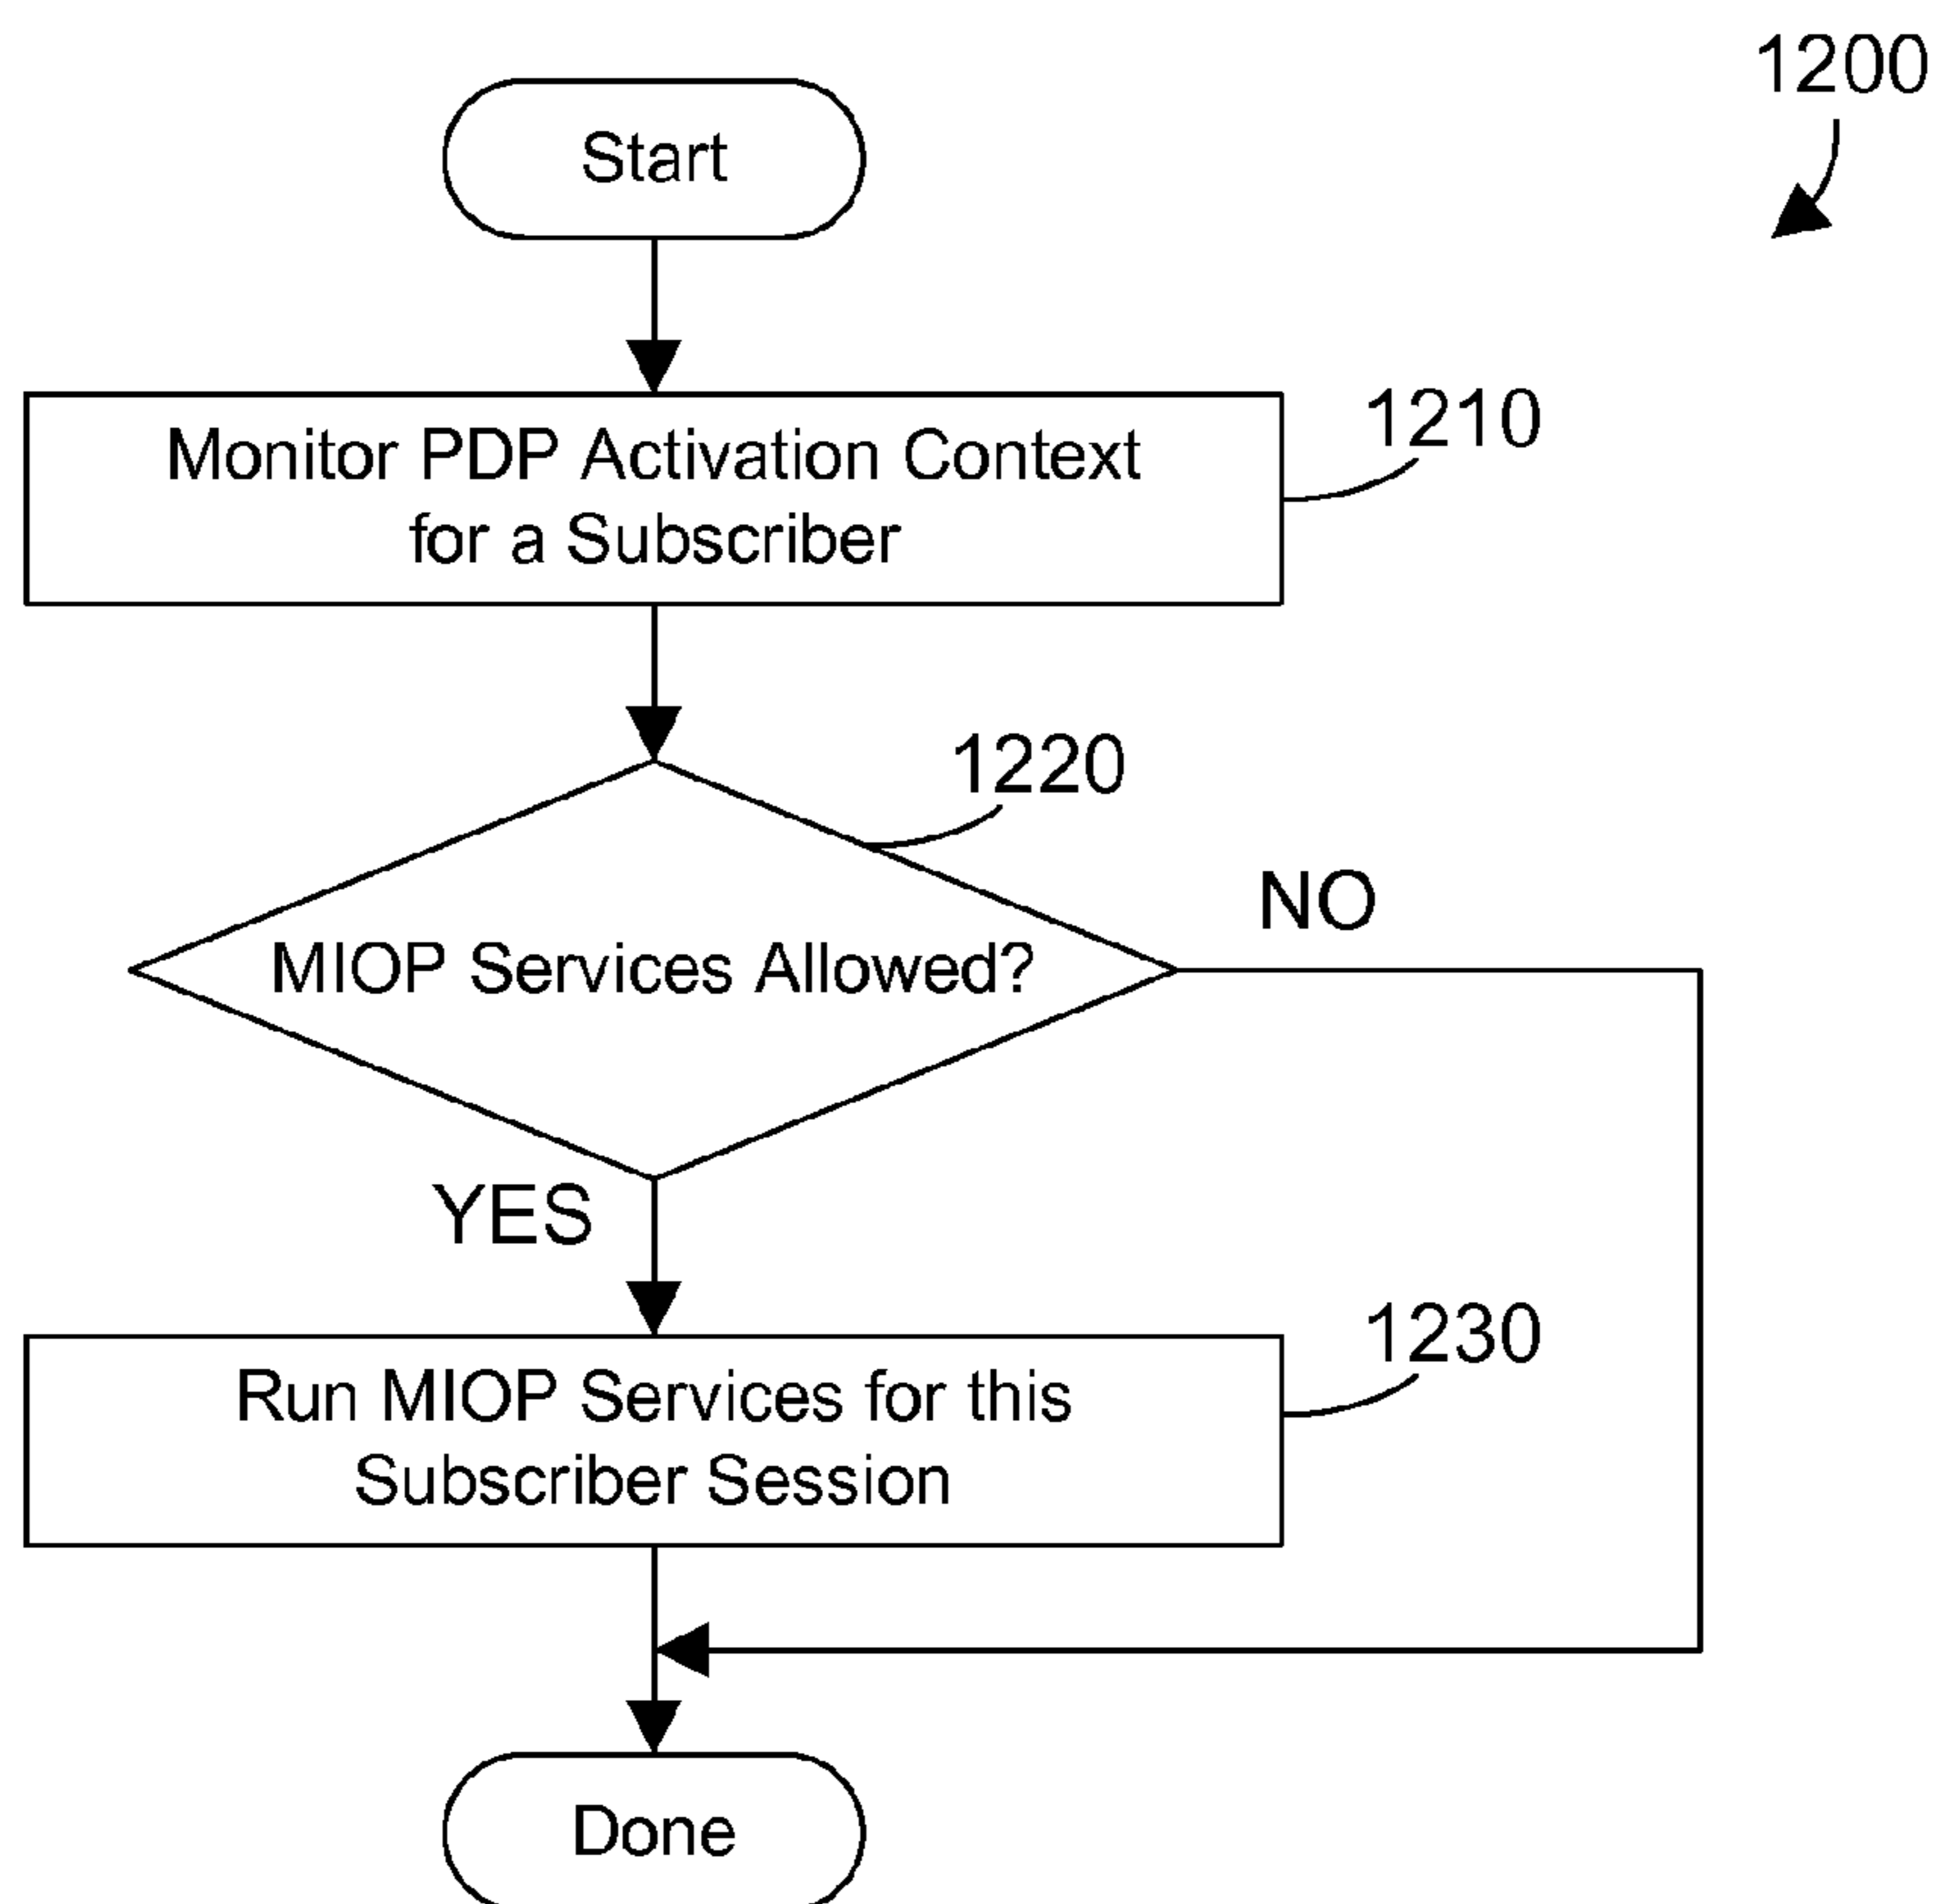 1200
Start
Monitor PDP Activation Context
for a Subscriber
1210
1220
MIOP Services Allowed?
NO
YES
Run MIOP Services for this
Subscriber Session
1230
Done